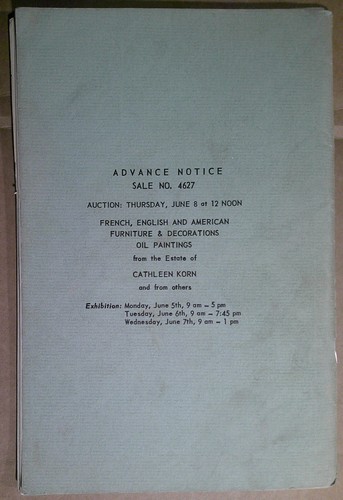 ADVANCE NOTICE
SALE NO. 4627
AUCTION: THURSDAY, JUNE 8 at 12 NOON
FRENCH, ENGLISH AND AMERICAN
FURNITURE & DECORATIONS
OIL PAINTINGS
from the Estate of
CATHLEEN KORN
and from others
Exhibition: Monday, June 5th, 9 am – 5 pm
Tuesday, June 6th, 9 am – 7:45 pm
Wednesday, June 7th, 9 am – 1 pm